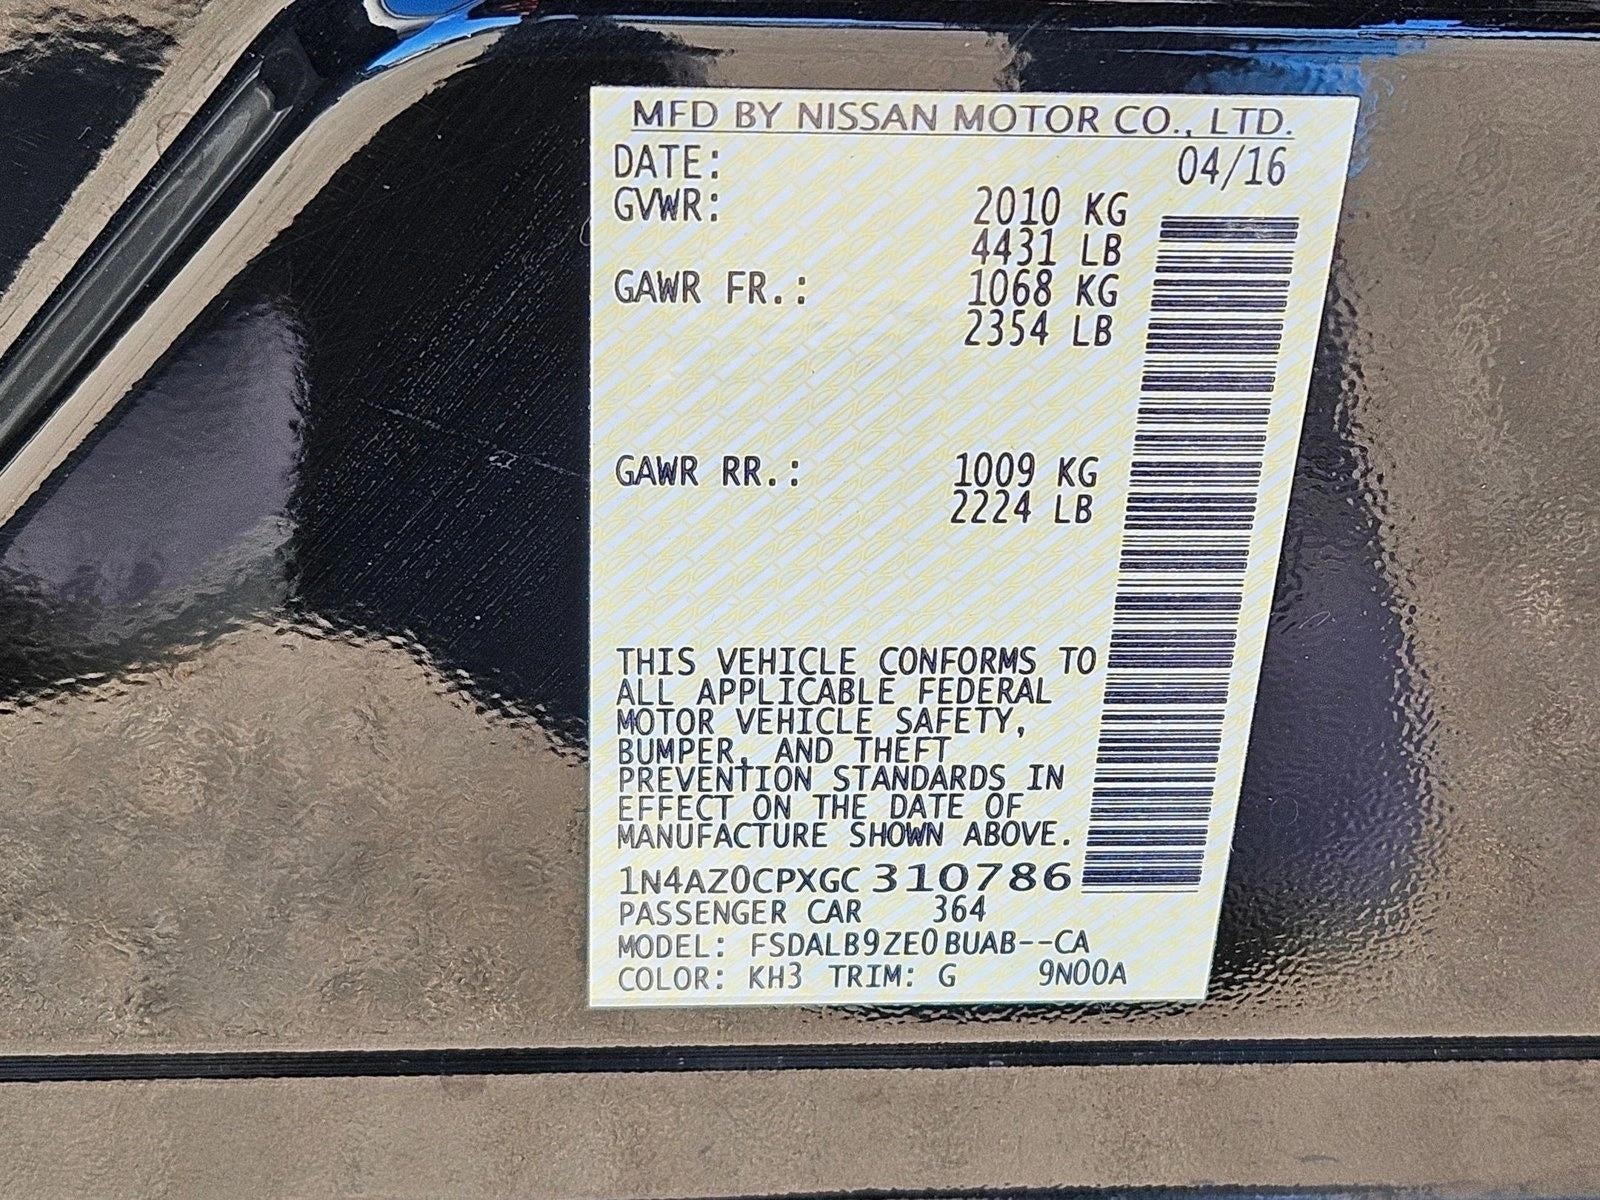 MFD BY NISSAN MOTOR CO., LTD.
DATE: 04/16
GVWR: 2010 KG
4431 LB
GAWR FR.: 1068 KG
2354 LB
GAWR RR.: 1009 KG
2224 LB
THIS VEHICLE CONFORMS TO
ALL APPLICABLE FEDERAL
MOTOR VEHICLE SAFETY,
BUMPER, AND THEFT
PREVENTION STANDARDS IN
EFFECT ON THE DATE OF
MANUFACTURE SHOWN ABOVE.
1N4AZ0CPXGC310786
PASSENGER CAR 364
MODEL: FSDALB9ZE0BUAB--CA
COLOR: KH3 TRIM: G 9N00A